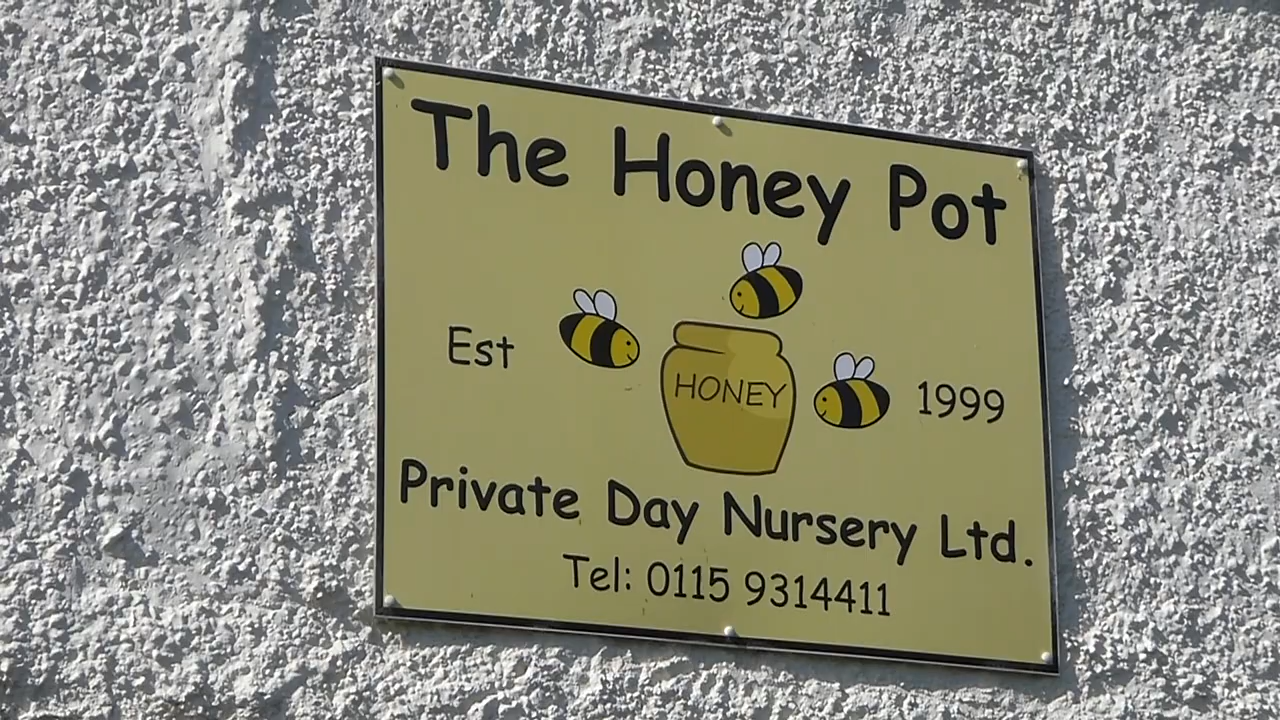 The Honey Pot
Est 1999
HONEY
Private Day Nursery Ltd.
Tel: 0115 9314411